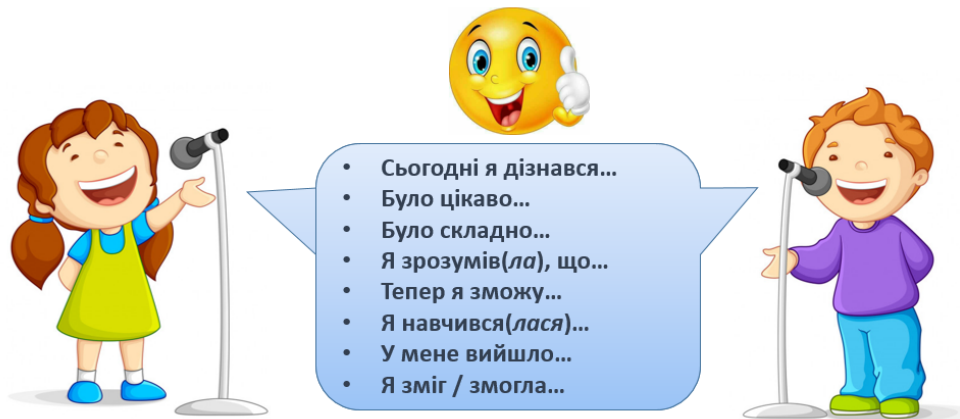 • Сьогодні я дізнався...
• Було цікаво...
• Було складно...
• Я зрозумів(ла), що...
• Тепер я зможу...
• Я навчився(лася)...
• У мене вийшло...
• Я зміг / змогла...